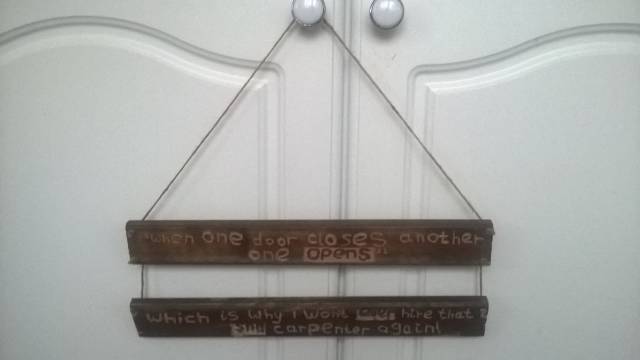 "when one door closes another
one opens"
which is why I wont hire that
carpenter again!